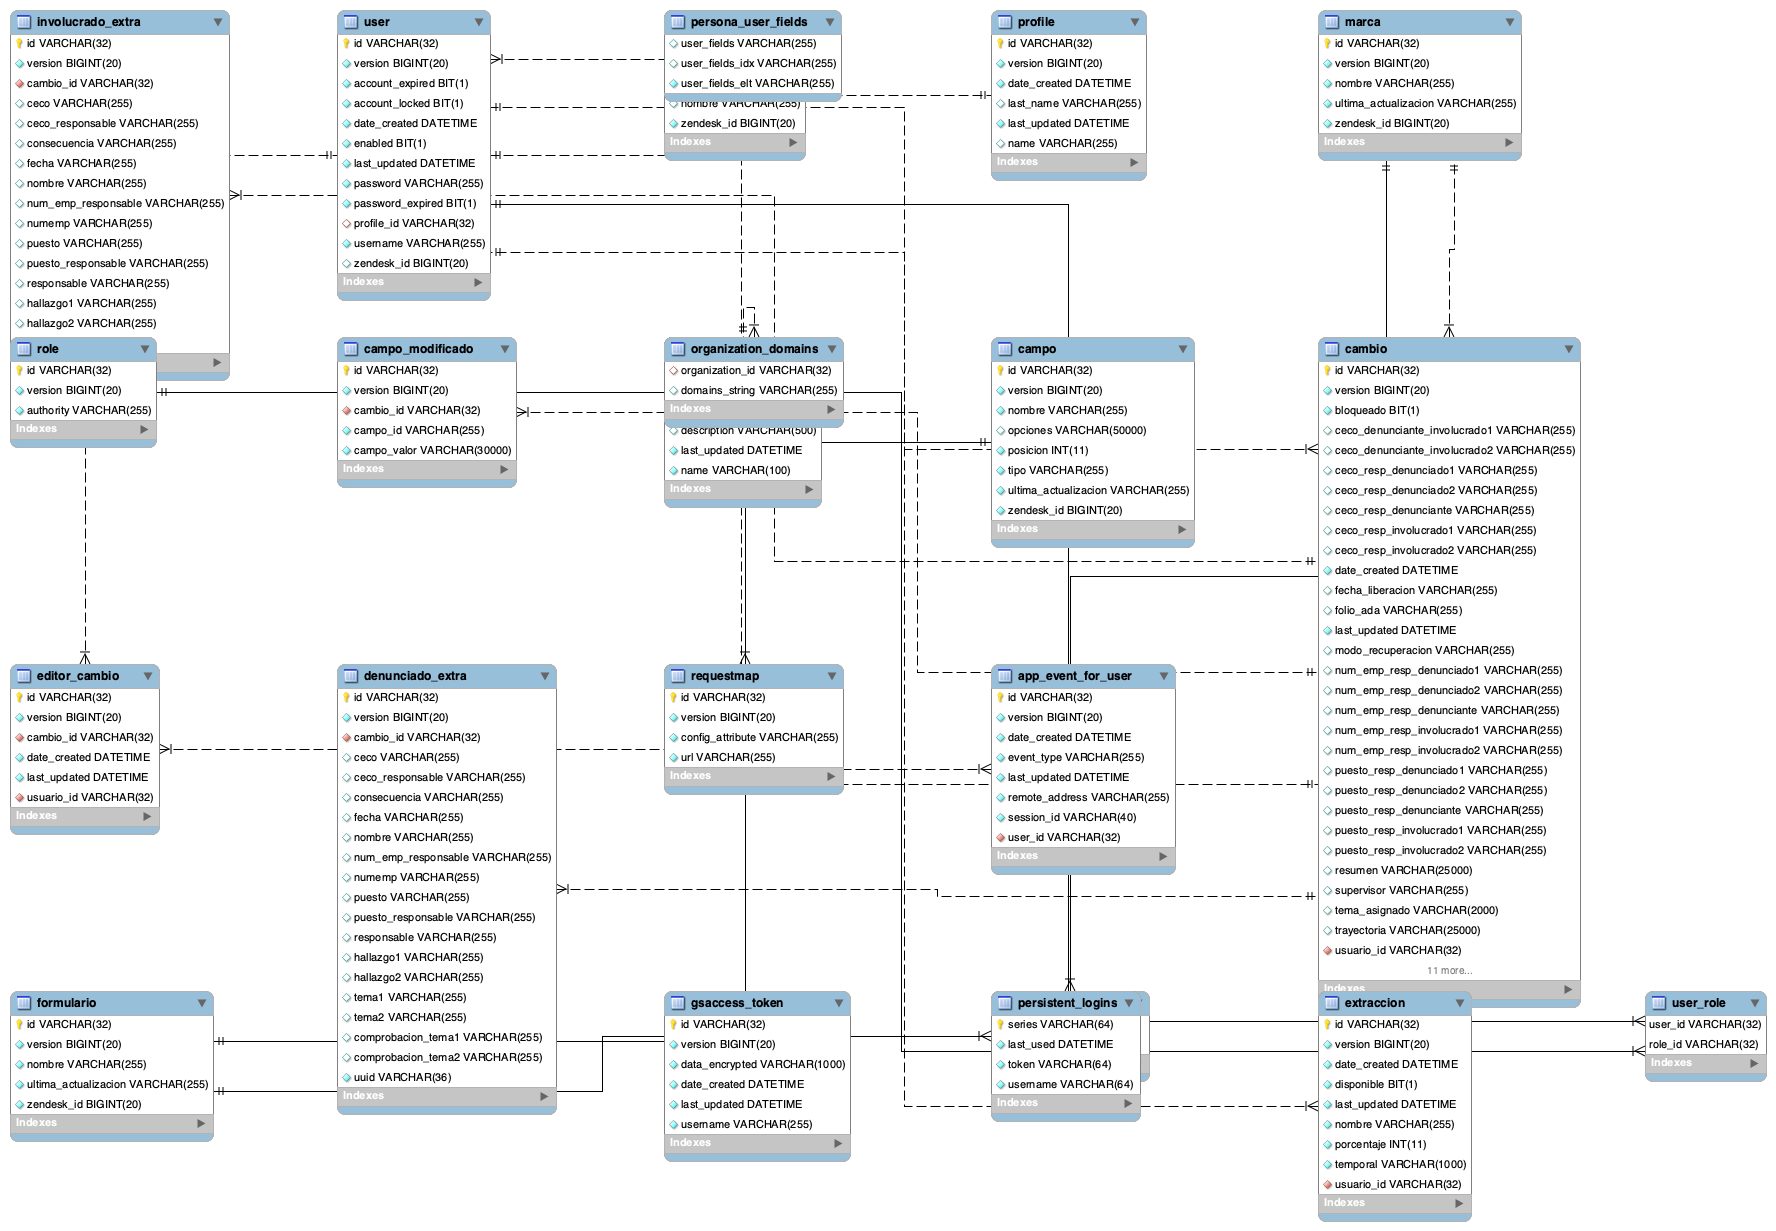 involucrado_extra
id VARCHAR(32)
version BIGINT(20)
cambio_id VARCHAR(32)
ceco VARCHAR(255)
ceco_responsable VARCHAR(255)
consecuencia VARCHAR(255)
fecha VARCHAR(255)
nombre VARCHAR(255)
num_emp_responsable VARCHAR(255)
numemp VARCHAR(255)
puesto VARCHAR(255)
puesto_responsable VARCHAR(255)
responsable VARCHAR(255)
hallazgo1 VARCHAR(255)
hallazgo2 VARCHAR(255)
user
id VARCHAR(32)
version BIGINT(20)
account_expired BIT(1)
account_locked BIT(1)
date_created DATETIME
enabled BIT(1)
last_updated DATETIME
password VARCHAR(255)
password_expired BIT(1)
profile_id VARCHAR(32)
username VARCHAR(255)
zendesk_id BIGINT(20)
Indexes
persona_user_fields
user_fields VARCHAR(255)
user_fields_idx VARCHAR(255)
user_fields_elt VARCHAR(255)
nombre VARCHAR(255)
zendesk_id BIGINT(20)
Indexes
profile
id VARCHAR(32)
version BIGINT(20)
date_created DATETIME
last_name VARCHAR(255)
last_updated DATETIME
name VARCHAR(255)
Indexes
marca
id VARCHAR(32)
version BIGINT(20)
nombre VARCHAR(255)
ultima_actualizacion VARCHAR(255)
zendesk_id BIGINT(20)
Indexes
role
id VARCHAR(32)
version BIGINT(20)
authority VARCHAR(255)
Indexes
campo_modificado
id VARCHAR(32)
version BIGINT(20)
cambio_id VARCHAR(32)
campo_id VARCHAR(255)
campo_valor VARCHAR(30000)
Indexes
organization_domains
organization_id VARCHAR(32)
domains_string VARCHAR(255)
Indexes
description VARCHAR(500)
last_updated DATETIME
name VARCHAR(100)
Indexes
campo
id VARCHAR(32)
version BIGINT(20)
nombre VARCHAR(255)
opciones VARCHAR(50000)
posicion INT(11)
tipo VARCHAR(255)
ultima_actualizacion VARCHAR(255)
zendesk_id BIGINT(20)
Indexes
cambio
id VARCHAR(32)
version BIGINT(20)
bloqueado BIT(1)
ceco_denunciante_involucrado1 VARCHAR(255)
ceco_denunciante_involucrado2 VARCHAR(255)
ceco_resp_denunciado1 VARCHAR(255)
ceco_resp_denunciado2 VARCHAR(255)
ceco_resp_denunciante VARCHAR(255)
ceco_resp_involucrado1 VARCHAR(255)
ceco_resp_involucrado2 VARCHAR(255)
date_created DATETIME
fecha_liberacion VARCHAR(255)
folio_ada VARCHAR(255)
last_updated DATETIME
modo_recuperacion VARCHAR(255)
num_emp_resp_denunciado1 VARCHAR(255)
num_emp_resp_denunciado2 VARCHAR(255)
num_emp_resp_denunciante VARCHAR(255)
num_emp_resp_involucrado1 VARCHAR(255)
num_emp_resp_involucrado2 VARCHAR(255)
puesto_resp_denunciado1 VARCHAR(255)
puesto_resp_denunciado2 VARCHAR(255)
puesto_resp_denunciante VARCHAR(255)
puesto_resp_involucrado1 VARCHAR(255)
puesto_resp_involucrado2 VARCHAR(255)
resumen VARCHAR(25000)
supervisor VARCHAR(255)
tema_asignado VARCHAR(2000)
trayectoria VARCHAR(25000)
usuario_id VARCHAR(32)
11 more...
Indexes
editor_cambio
id VARCHAR(32)
version BIGINT(20)
cambio_id VARCHAR(32)
date_created DATETIME
last_updated DATETIME
usuario_id VARCHAR(32)
Indexes
denunciado_extra
id VARCHAR(32)
version BIGINT(20)
cambio_id VARCHAR(32)
ceco VARCHAR(255)
ceco_responsable VARCHAR(255)
consecuencia VARCHAR(255)
fecha VARCHAR(255)
nombre VARCHAR(255)
num_emp_responsable VARCHAR(255)
numemp VARCHAR(255)
puesto VARCHAR(255)
puesto_responsable VARCHAR(255)
responsable VARCHAR(255)
hallazgo1 VARCHAR(255)
hallazgo2 VARCHAR(255)
tema1 VARCHAR(255)
tema2 VARCHAR(255)
comprobacion_tema1 VARCHAR(255)
comprobacion_tema2 VARCHAR(255)
uuid VARCHAR(36)
Indexes
requestmap
id VARCHAR(32)
version BIGINT(20)
config_attribute VARCHAR(255)
url VARCHAR(255)
Indexes
app_event_for_user
id VARCHAR(32)
version BIGINT(20)
date_created DATETIME
event_type VARCHAR(255)
last_updated DATETIME
remote_address VARCHAR(255)
session_id VARCHAR(40)
user_id VARCHAR(32)
Indexes
formulario
id VARCHAR(32)
version BIGINT(20)
nombre VARCHAR(255)
ultima_actualizacion VARCHAR(255)
zendesk_id BIGINT(20)
Indexes
gsaccess_token
id VARCHAR(32)
version BIGINT(20)
data_encrypted VARCHAR(1000)
date_created DATETIME
last_updated DATETIME
username VARCHAR(255)
Indexes
persistent_logins
series VARCHAR(64)
last_used DATETIME
token VARCHAR(64)
username VARCHAR(64)
Indexes
extraccion
id VARCHAR(32)
version BIGINT(20)
date_created DATETIME
disponible BIT(1)
last_updated DATETIME
nombre VARCHAR(255)
porcentaje INT(11)
temporal VARCHAR(1000)
usuario_id VARCHAR(32)
Indexes
user_role
user_id VARCHAR(32)
role_id VARCHAR(32)
Indexes